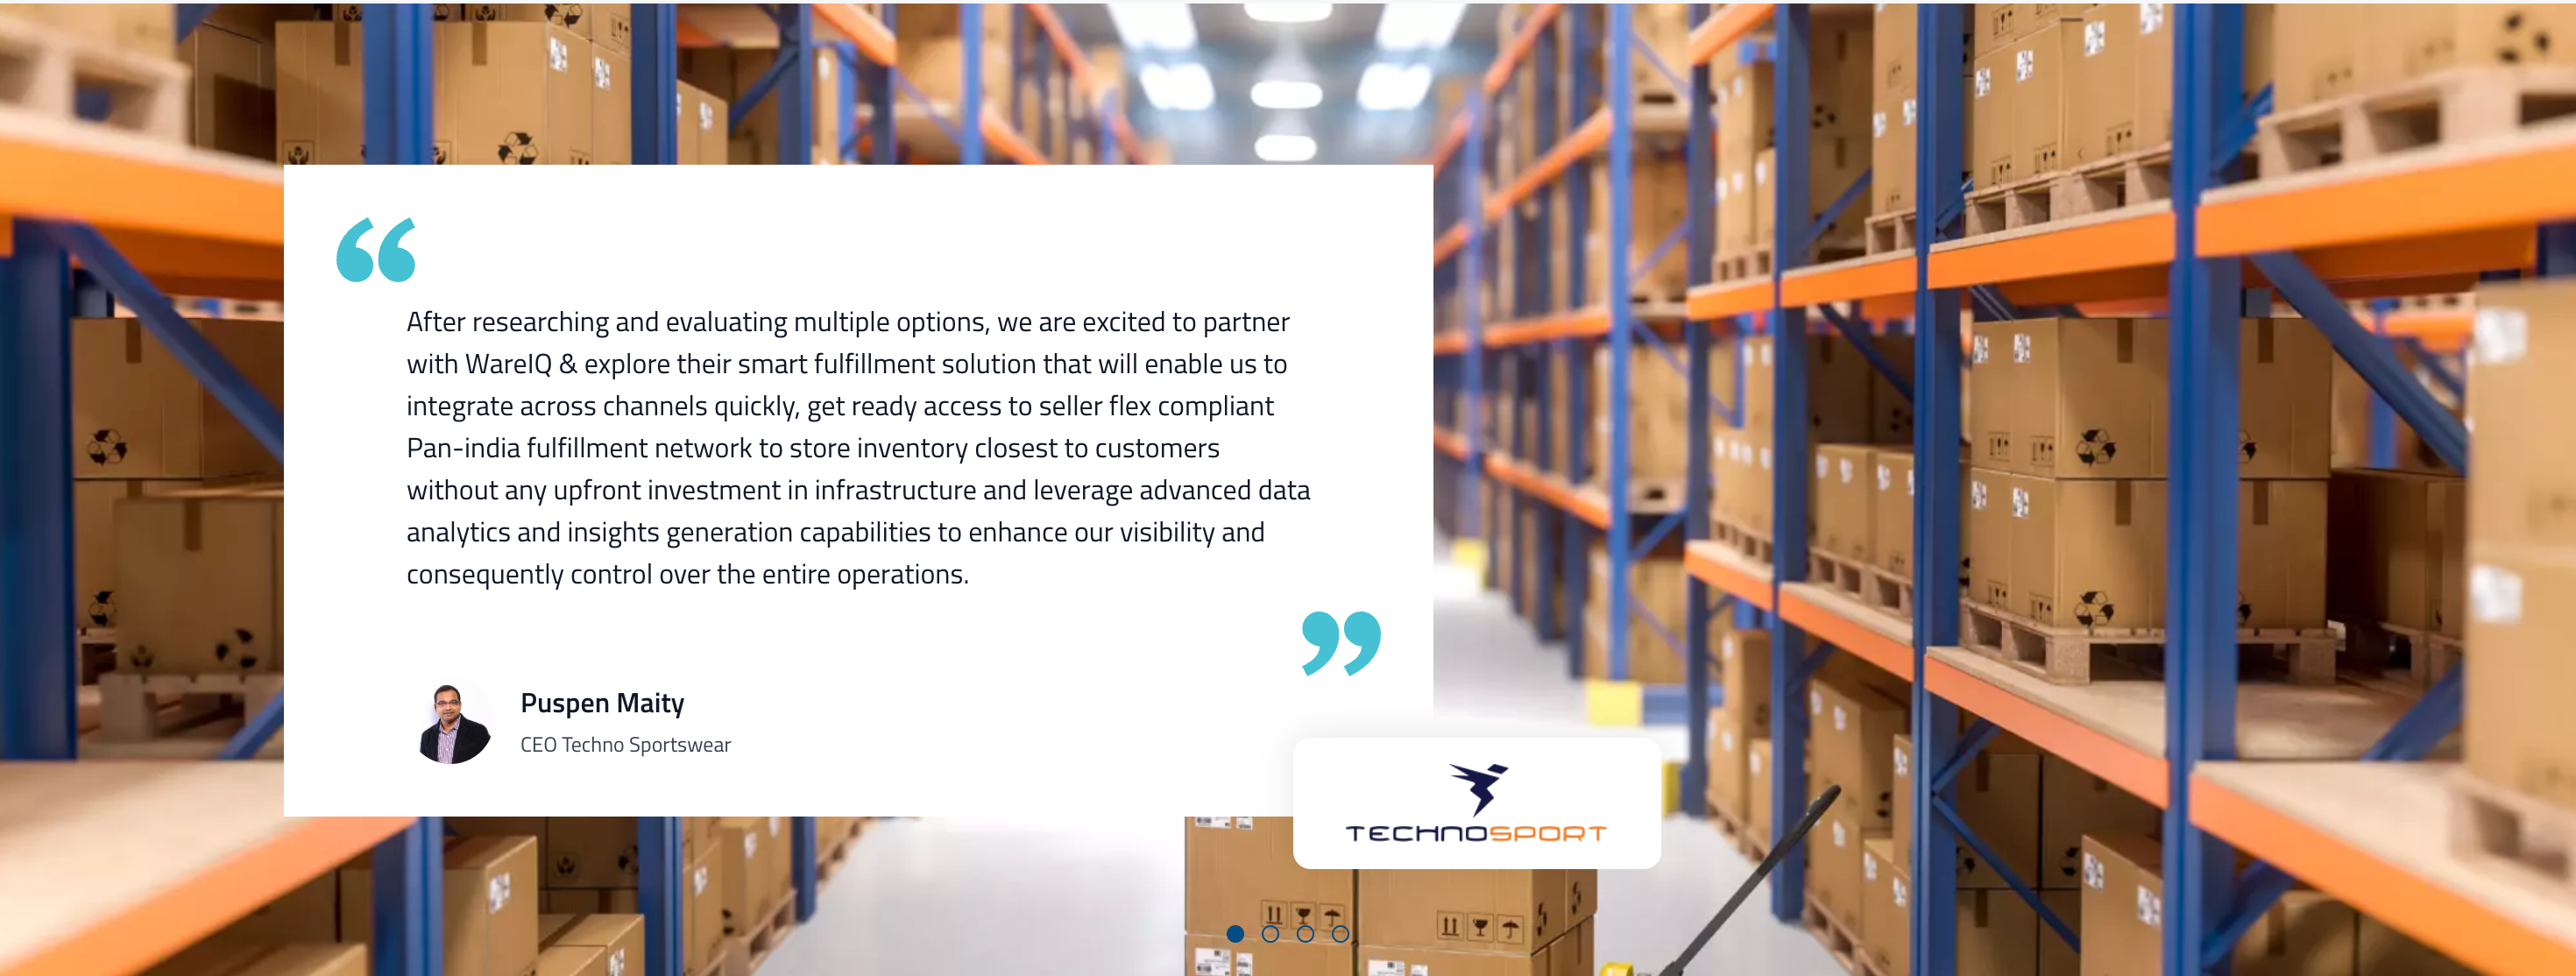 After researching and evaluating multiple options, we are excited to partner
with WareIQ & explore their smart fulfillment solution that will enable us to
integrate across channels quickly, get ready access to seller flex compliant
Pan-india fulfillment network to store inventory closest to customers
without any upfront investment in infrastructure and leverage advanced data
analytics and insights generation capabilities to enhance our visibility and
consequently control over the entire operations.
Puspen Maity
CEO Techno Sportswear
TECHNOSPORT